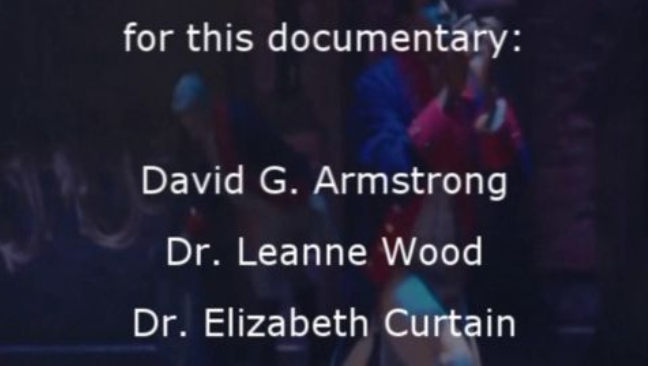 for this documentary:
David G. Armstrong
Dr. Leanne Wood
Dr. Elizabeth Curtain